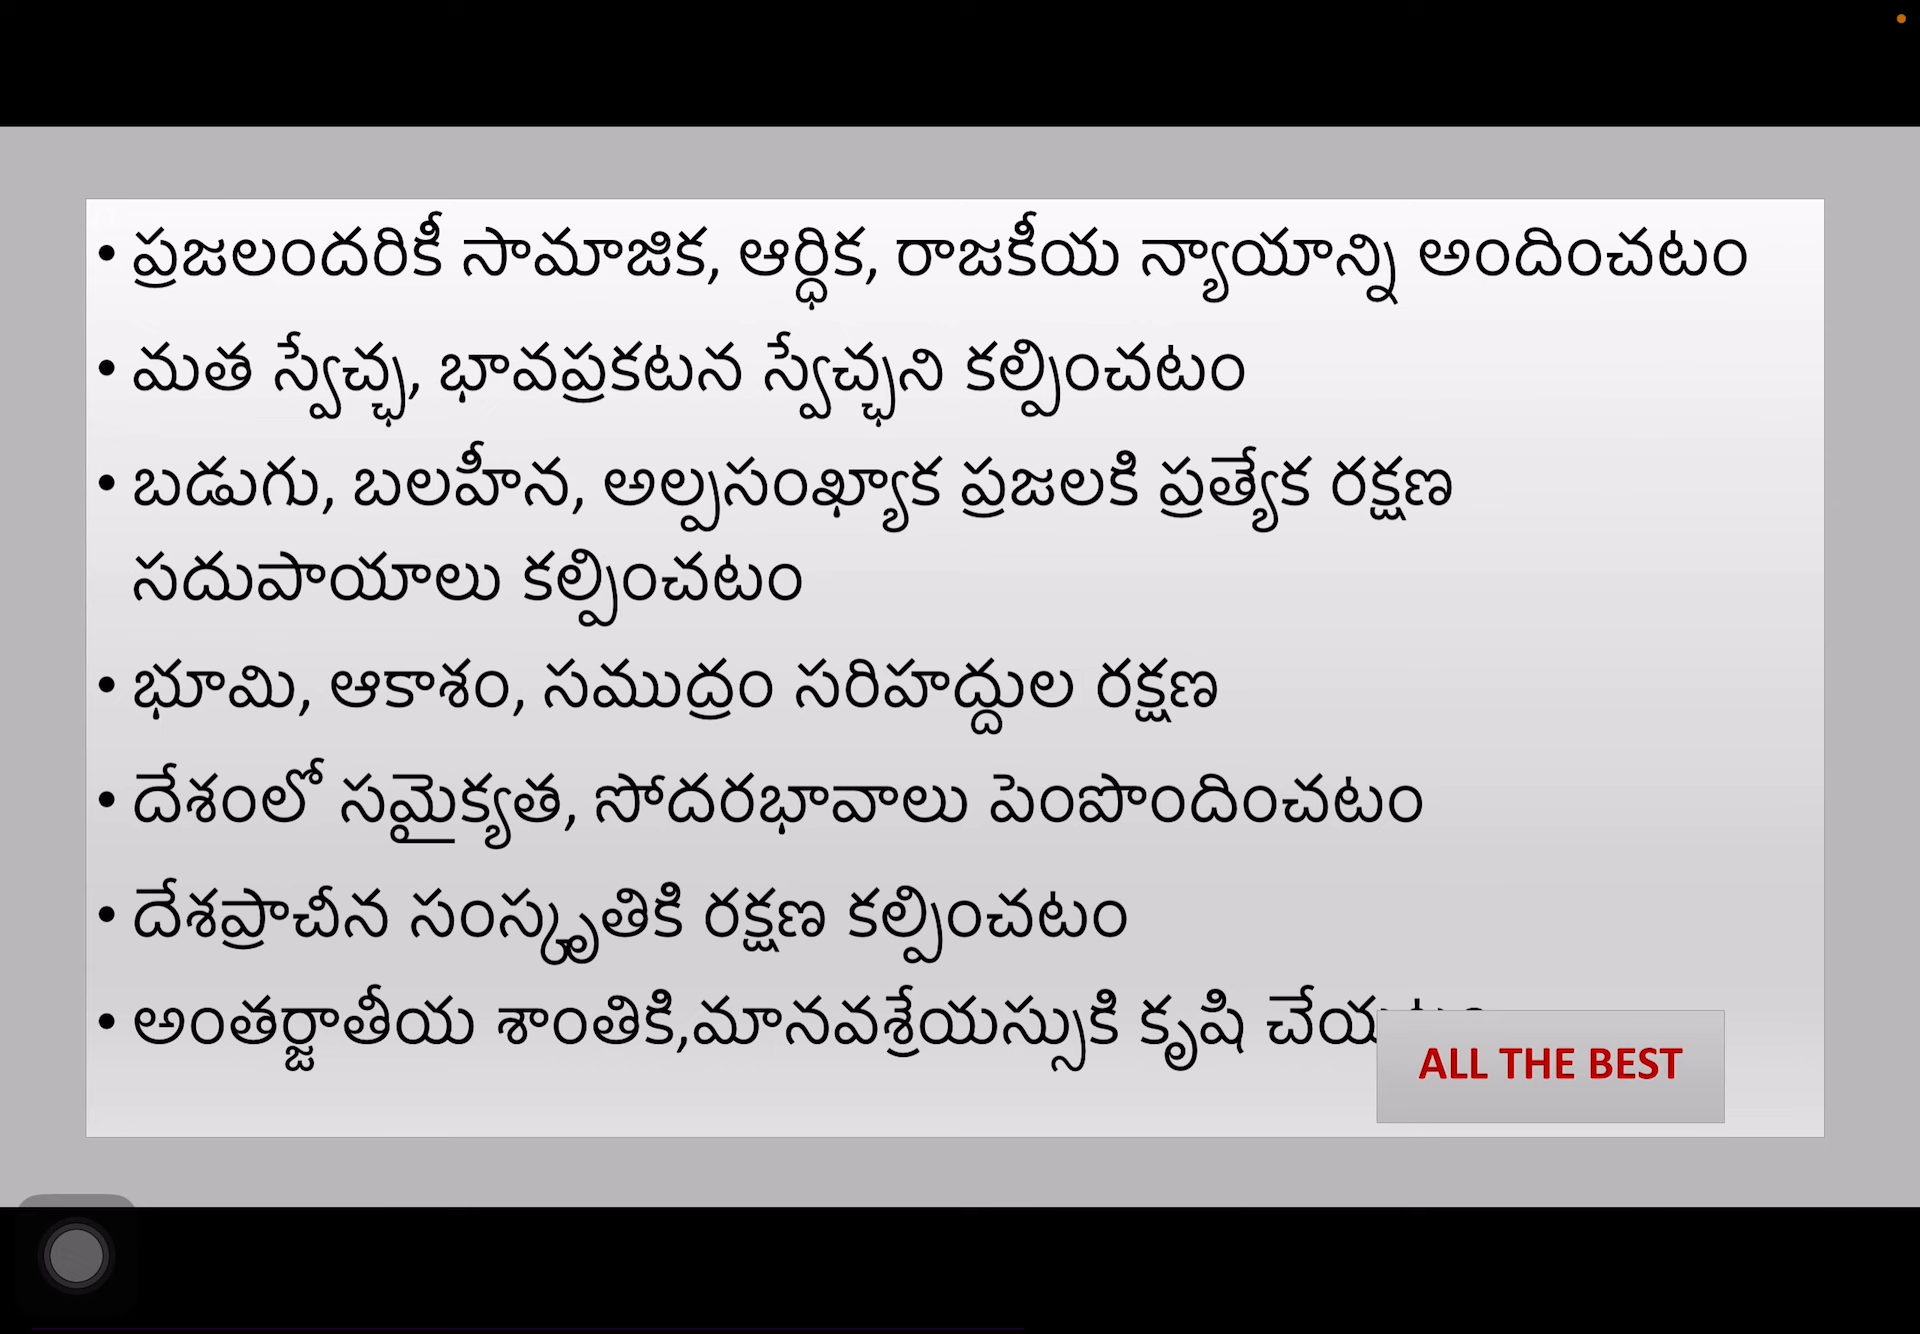 • ప్రజలందరికీ సామాజిక, ఆర్ధిక, రాజకీయ న్యాయాన్ని అందించటం
• మత స్వేచ్ఛ, భావప్రకటన స్వేచ్ఛని కల్పించటం
• బడుగు, బలహీన, అల్పసంఖ్యాక ప్రజలకి ప్రత్యేక రక్షణ
సదుపాయాలు కల్పించటం
• భూమి, ఆకాశం, సముద్రం సరిహద్దుల రక్షణ
• దేశంలో సమైక్యత, సోదరభావాలు పెంపొందించటం
• దేశప్రాచీన సంస్కృతికి రక్షణ కల్పించటం
• అంతర్జాతీయ శాంతికి,మానవశ్రేయస్సుకి కృషి
ALL THE BEST